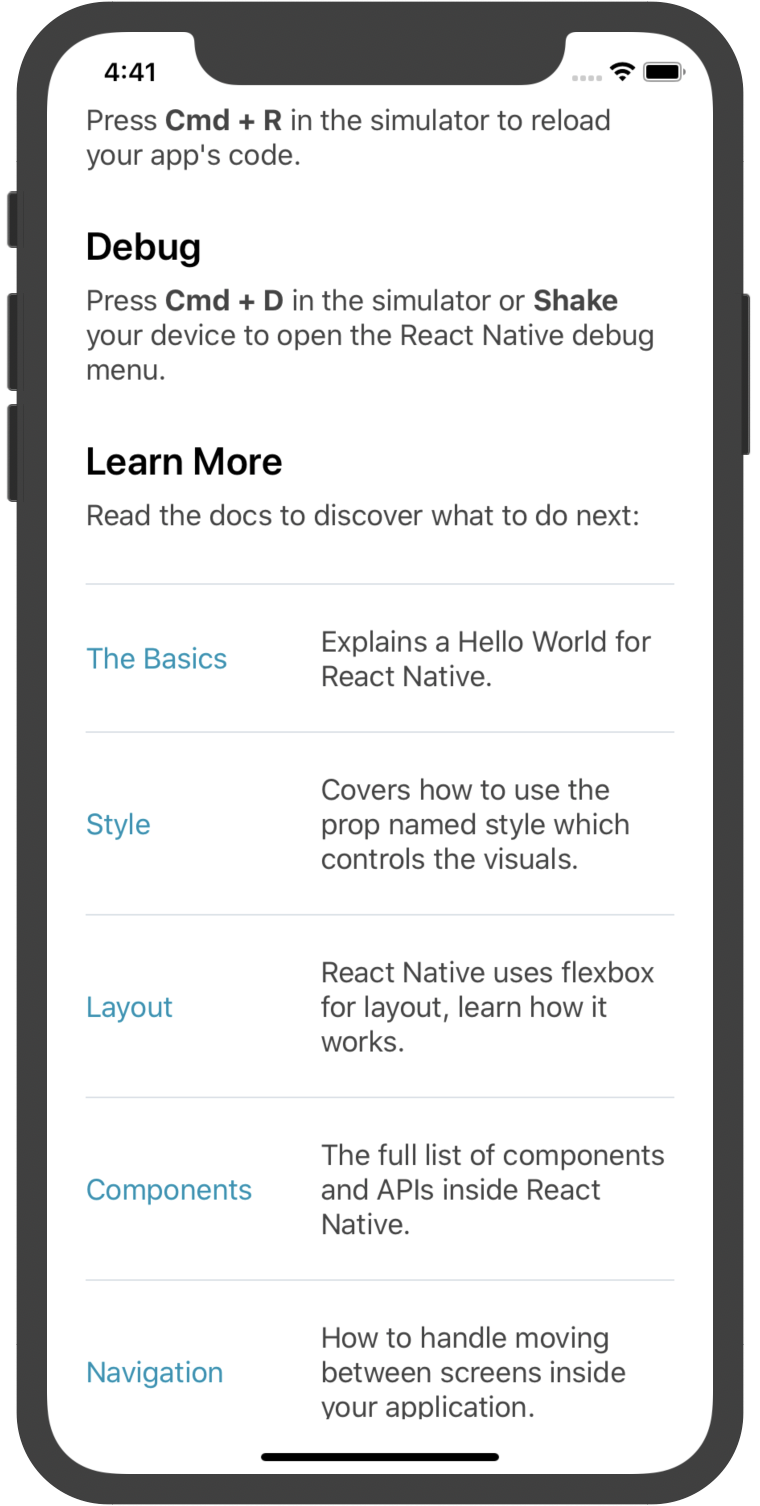 4:41
Press Cmd + R in the simulator to reload
your app's code.
Debug
Press Cmd + D in the simulator or Shake
your device to open the React Native debug
menu.
Learn More
Read the docs to discover what to do next:
The Basics
Explains a Hello World for
React Native.
Style
Covers how to use the
prop named style which
controls the visuals.
Layout
React Native uses flexbox
for layout, learn how it
works.
Components
The full list of components
and APIs inside React
Native.
Navigation
How to handle moving
between screens inside
your application.